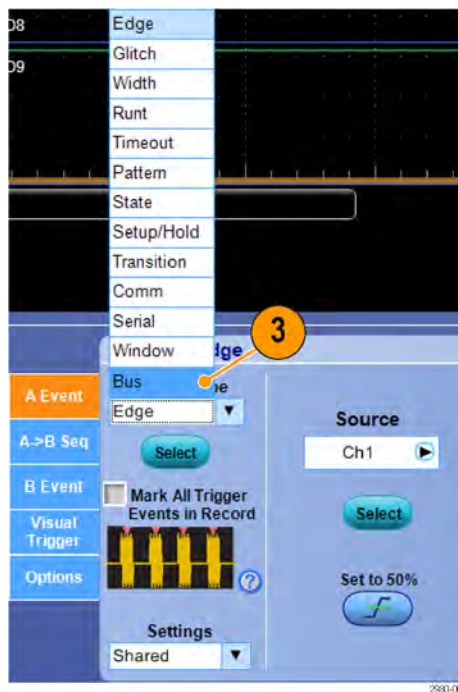 D8
D9
Edge
Glitch
Width
Runt
Timeout
Pattern
State
Setup/Hold
Transition
Comm
Serial
Window
Bus
3
Edge
A Event
A->B Seq
B Event
Visual
Trigger
Options
Select
Mark All Trigger
Events in Record
?
Settings
Shared
Source
Ch1
Select
Set to 50%